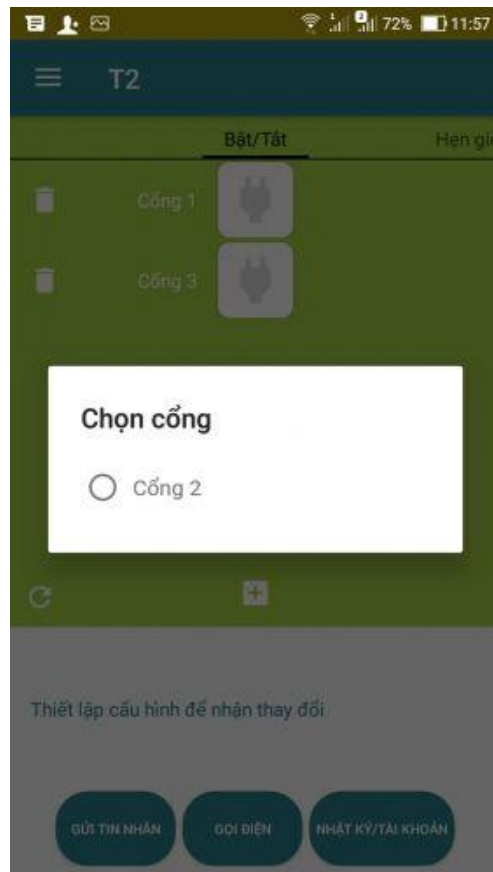 72% 11:57
T2
Bật/Tắt Hẹn giờ
Cổng 1
Cổng 3
Chọn cổng
Cổng 2
Thiết lập cấu hình để nhận thay đổi
GỬI TIN NHẮN GỌI ĐIỆN NHẬT KÝ/TÀI KHOẢN